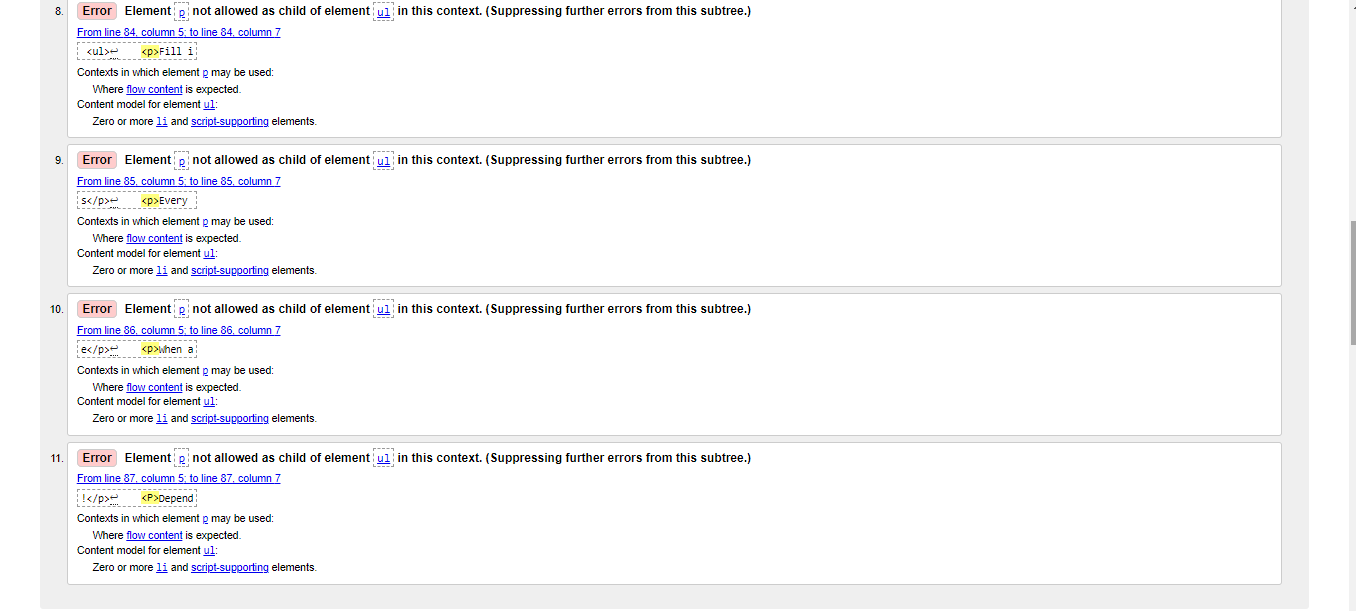 8. Error Element p not allowed as child of element ul in this context. (Suppressing further errors from this subtree.)
From line 84, column 5; to line 84, column 7
<ul>↩ <p>Fill i
Contexts in which element p may be used:
Where flow content is expected.
Content model for element ul:
Zero or more li and script-supporting elements.
9. Error Element p not allowed as child of element ul in this context. (Suppressing further errors from this subtree.)
From line 85, column 5; to line 85, column 7
s</p>↩ <p>Every
Contexts in which element p may be used:
Where flow content is expected.
Content model for element ul:
Zero or more li and script-supporting elements.
10. Error Element p not allowed as child of element ul in this context. (Suppressing further errors from this subtree.)
From line 86, column 5; to line 86, column 7
e</p>↩ <p>When a
Contexts in which element p may be used:
Where flow content is expected.
Content model for element ul:
Zero or more li and script-supporting elements.
11. Error Element p not allowed as child of element ul in this context. (Suppressing further errors from this subtree.)
From line 87, column 5; to line 87, column 7
!</p>↩ <P>Depend
Contexts in which element p may be used:
Where flow content is expected.
Content model for element ul:
Zero or more li and script-supporting elements.